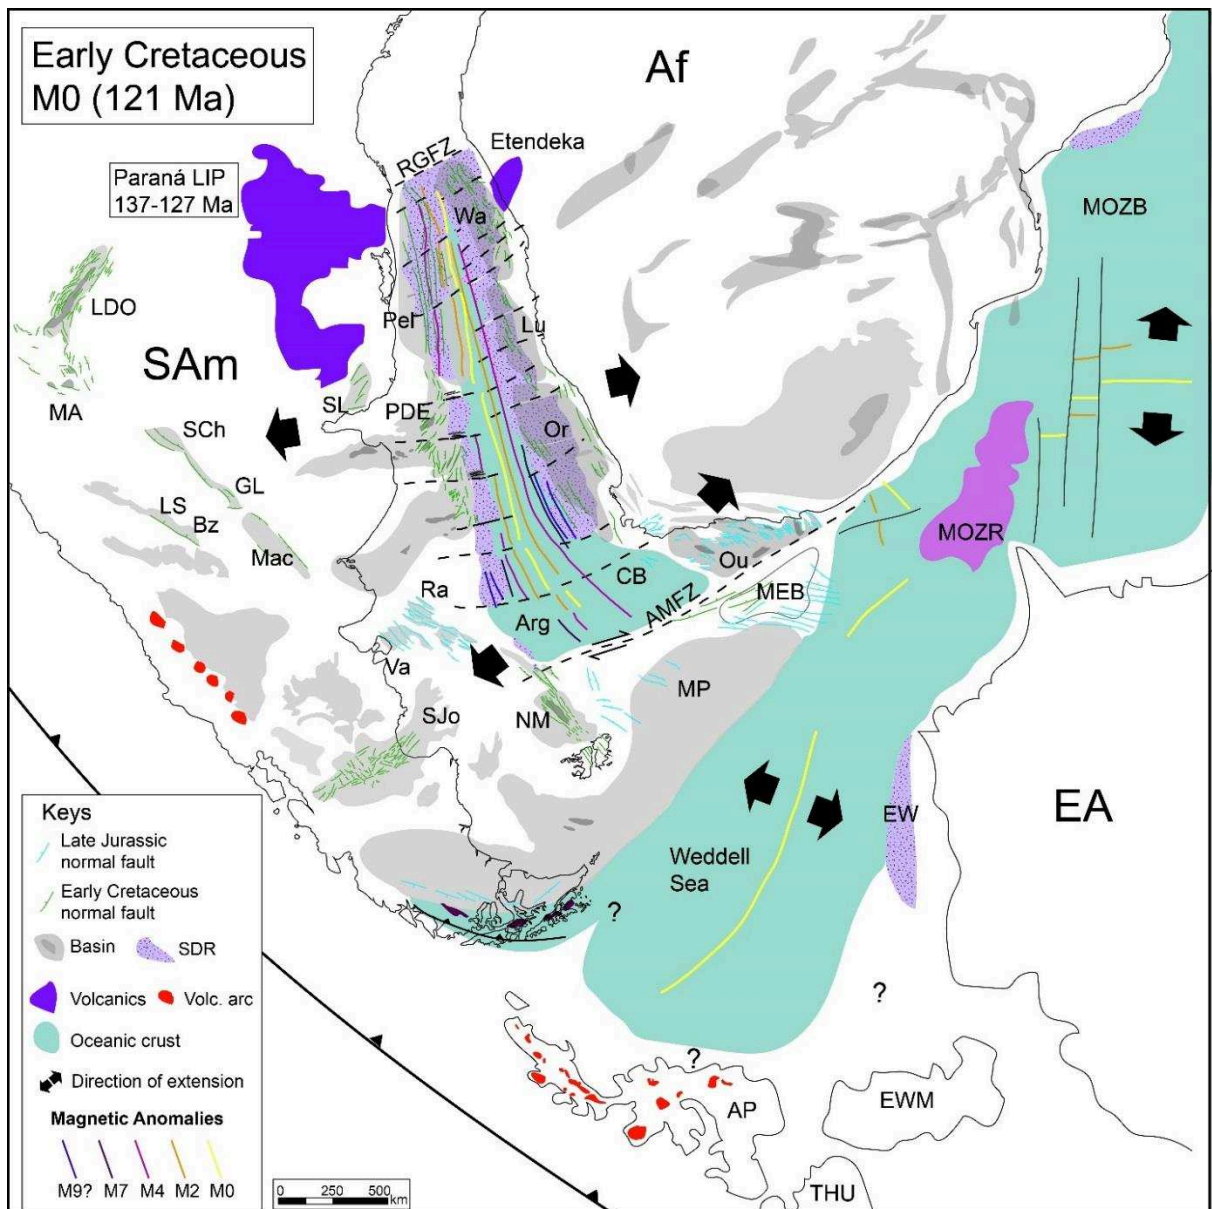 Early Cretaceous
M0 (121 Ma)
Af
Paraná LIP
137-127 Ma
RGFZ
Etendeka
Wa
MOZB
LDO
Pel
Lu
SAm
MA
SL
PDE
SCh
Or
GL
LS
Bz
Mac
MOZR
Ou
CB
MEB
Ra
AMFZ
Arg
Va
MP
SJo
NM
EW
EA
Weddell
Sea
?
?
?
AP
EWM
THU
Keys
Late Jurassic
normal fault
Early Cretaceous
normal fault
Basin
SDR
Volcanics
Volc. arc
Oceanic crust
Direction of extension
Magnetic Anomalies
M9? M7 M4 M2 M0
0 250 500
km